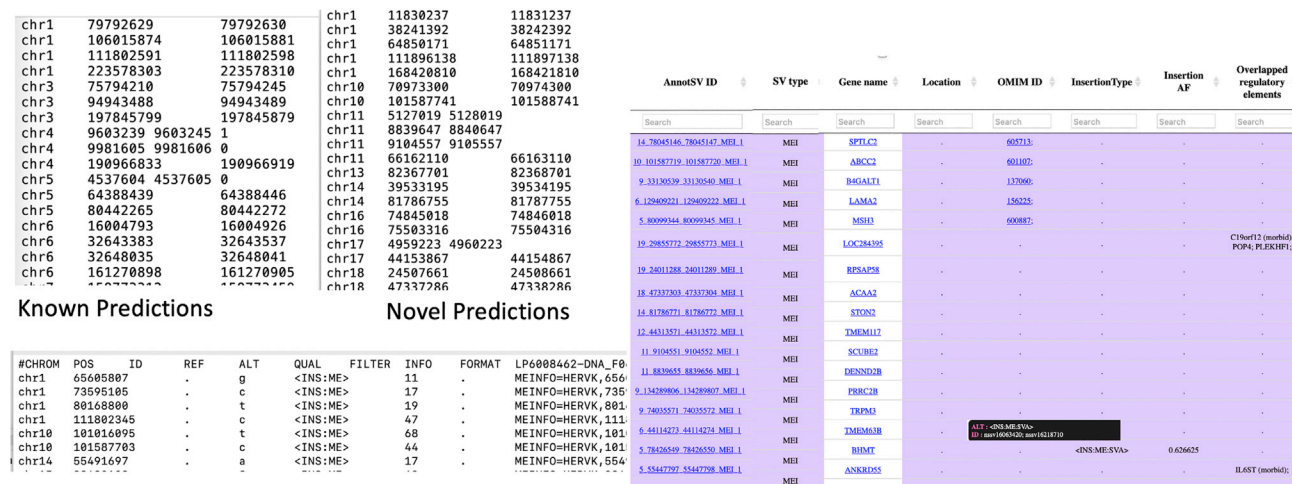 chr1 79792629 79792630
chr1 106015874 106015881
chr1 111802591 111802598
chr1 223578303 223578310
chr3 75794210 75794245
chr3 94943488 94943489
chr3 197845799 197845879
chr4 9603239 9603245 1
chr4 9981605 9981606 0
chr4 190966833 190966919
chr5 4537604 4537605 0
chr5 64388439 64388446
chr5 80442265 80442272
chr6 16004793 16004926
chr6 32643383 32643537
chr6 32648035 32648041
chr6 161270898 161270905
Known Predictions
chr1 11830237 11831237
chr1 38241392 38242392
chr1 64850171 64851171
chr1 111896138 111897138
chr1 168420810 168421810
chr10 70973300 70974300
chr10 101587741 101588741
chr11 5127019 5128019
chr11 8839647 8840647
chr11 9104557 9105557
chr11 66162110 66163110
chr13 82367701 82368701
chr14 39533195 39534195
chr14 81786755 81787755
chr16 74845018 74846018
chr16 75503316 75504316
chr17 4959223 4960223
chr17 44153867 44154867
chr18 24507661 24508661
chr18 47337286 47338286
Novel Predictions
#CHROM POS ID REF ALT QUAL FILTER INFO FORMAT LP6008462-DNA_F0
chr1 65605807 . g <INS:ME> 11 . MEINFO=HERVK,6560
chr1 73595105 . c <INS:ME> 17 . MEINFO=HERVK,7359
chr1 80168800 . t <INS:ME> 19 . MEINFO=HERVK,8016
chr1 111802345 . c <INS:ME> 47 . MEINFO=HERVK,1118
chr10 101016095 . t <INS:ME> 68 . MEINFO=HERVK,1010
chr10 101587703 . c <INS:ME> 44 . MEINFO=HERVK,1015
chr14 55491697 . a <INS:ME> 17 . MEINFO=HERVK,5549
AnnotSV ID SV type Gene name Location OMIM ID InsertionType Insertion AF Overlapped regulatory elements
Search Search Search Search Search Search Search Search
14_78045146_78045147_MEI_1 MEI SPTLC2 . 605713; . . .
10_101587719_101587720_MEI_1 MEI ABCC2 . 601107; . . .
9_33130539_33130540_MEI_1 MEI B4GALT1 . 137060; . . .
6_129409221_129409222_MEI_1 MEI LAMA2 . 156225; . . .
5_80099344_80099345_MEI_1 MEI MSH3 . 600887; . . .
19_29855772_29855773_MEI_1 MEI LOC284395 . . . . C19orf12 (morbid) POP4; PLEKHF1;
19_24011288_24011289_MEI_1 MEI RPSAP58 . . . . .
18_47337303_47337304_MEI_1 MEI ACAA2 . . . . .
14_81786771_81786772_MEI_1 MEI STON2 . . . . .
12_44313571_44313572_MEI_1 MEI TMEM117 . . . . .
11_9104551_9104552_MEI_1 MEI SCUBE2 . . . . .
11_8839655_8839656_MEI_1 MEI DENND2B . . . . .
9_134289806_134289807_MEI_1 MEI PRRC2B . . . . .
9_74035571_74035572_MEI_1 MEI TRPM3 . . . . .
ALT : <INS:ME:SVA>
ID : nssv16063420; nssv16218710
6_44114273_44114274_MEI_1 MEI TMEM63B . .
5_78426549_78426550_MEI_1 MEI BHMT . . <INS:ME:SVA> 0.626625 .
5_55447797_55447798_MEI_1 MEI ANKRD55 . . . . IL6ST (morbid);